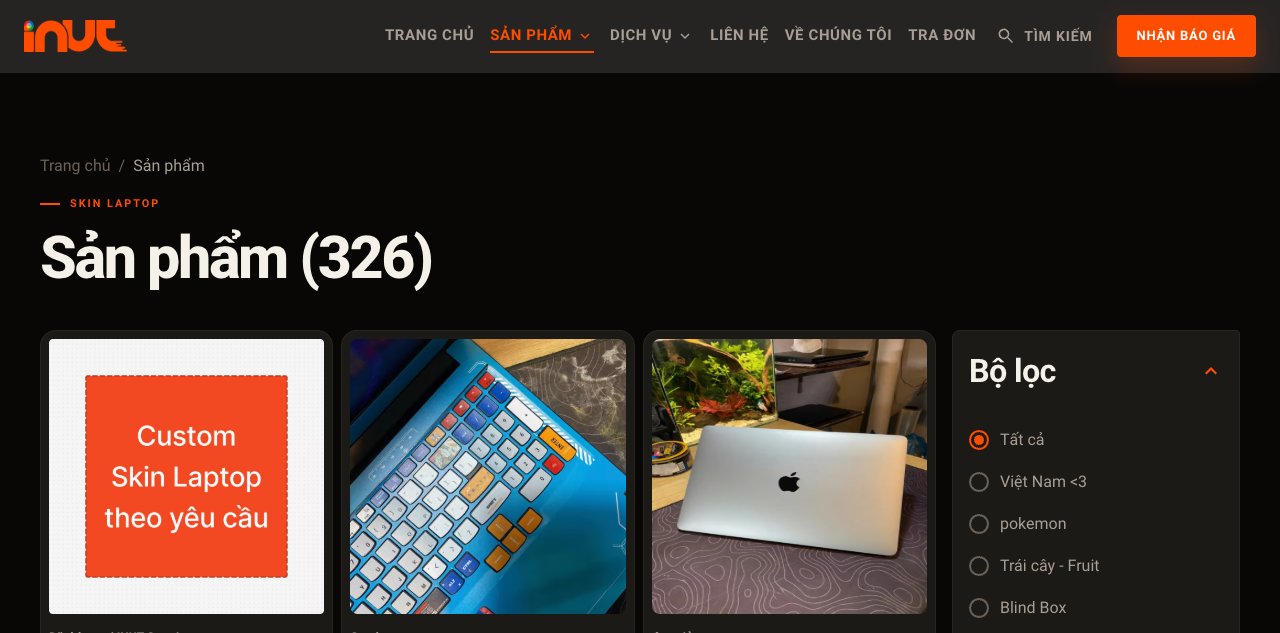 inut
TRANG CHỦ SẢN PHẨM DỊCH VỤ LIÊN HỆ VỀ CHÚNG TÔI TRA ĐƠN TÌM KIẾM NHẬN BÁO GIÁ
Trang chủ / Sản phẩm
SKIN LAPTOP
Sản phẩm (326)
Custom
Skin Laptop
theo yêu cầu
Bộ lọc
Tất cả
Việt Nam <3
pokemon
Trái cây - Fruit
Blind Box